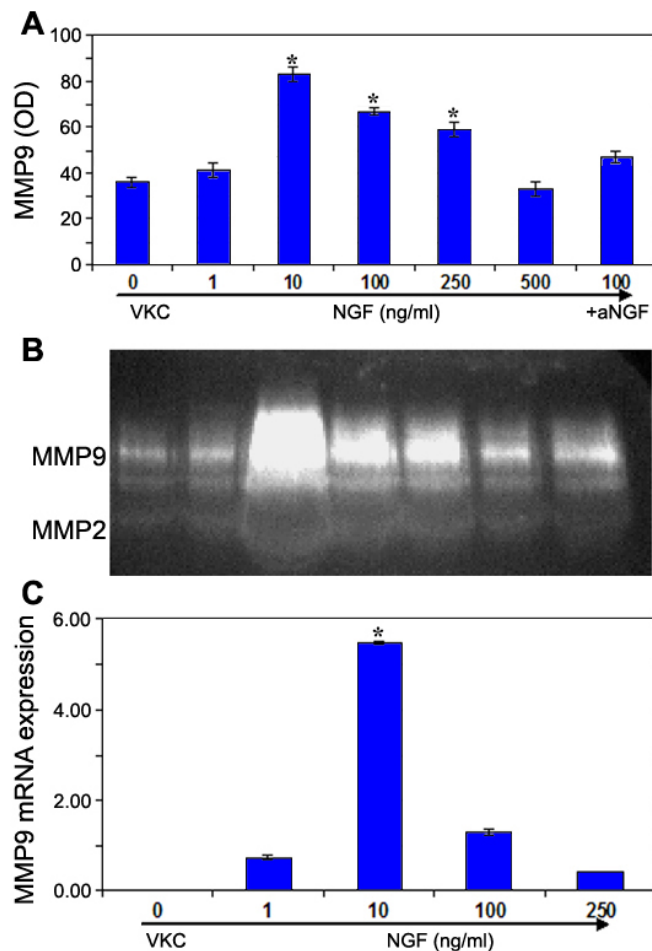 A
100
80
60
40
20
0
MMP9 (OD)
* * *
0 1 10 100 250 500 100
VKC NGF (ng/ml) +aNGF
B
MMP9
MMP2
C
6.00
4.00
2.00
0.00
MMP9 mRNA expression
*
0 1 10 100 250
VKC NGF (ng/ml)